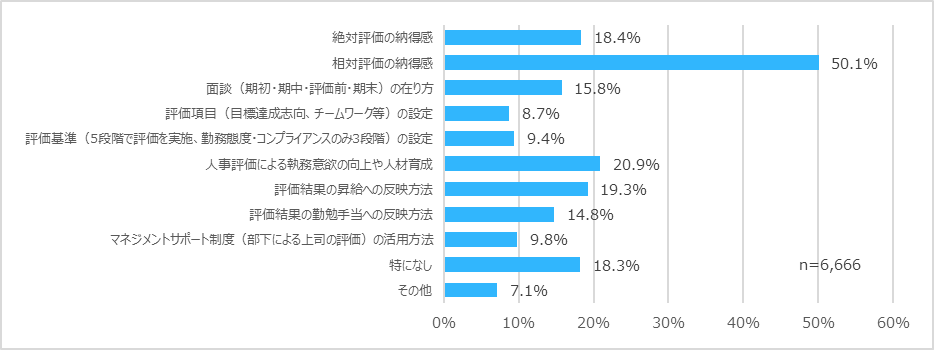 絶対評価の納得感 18.4%
相対評価の納得感 50.1%
面談（期初・期中・評価前・期末）の在り方 15.8%
評価項目（目標達成志向、チームワーク等）の設定 8.7%
評価基準（5段階で評価を実施、勤務態度・コンプライアンスのみ3段階）の設定 9.4%
人事評価による執務意欲の向上や人材育成 20.9%
評価結果の昇給への反映方法 19.3%
評価結果の勤勉手当への反映方法 14.8%
マネジメントサポート制度（部下による上司の評価）の活用方法 9.8%
特になし 18.3% n=6,666
その他 7.1%
0% 10% 20% 30% 40% 50% 60%